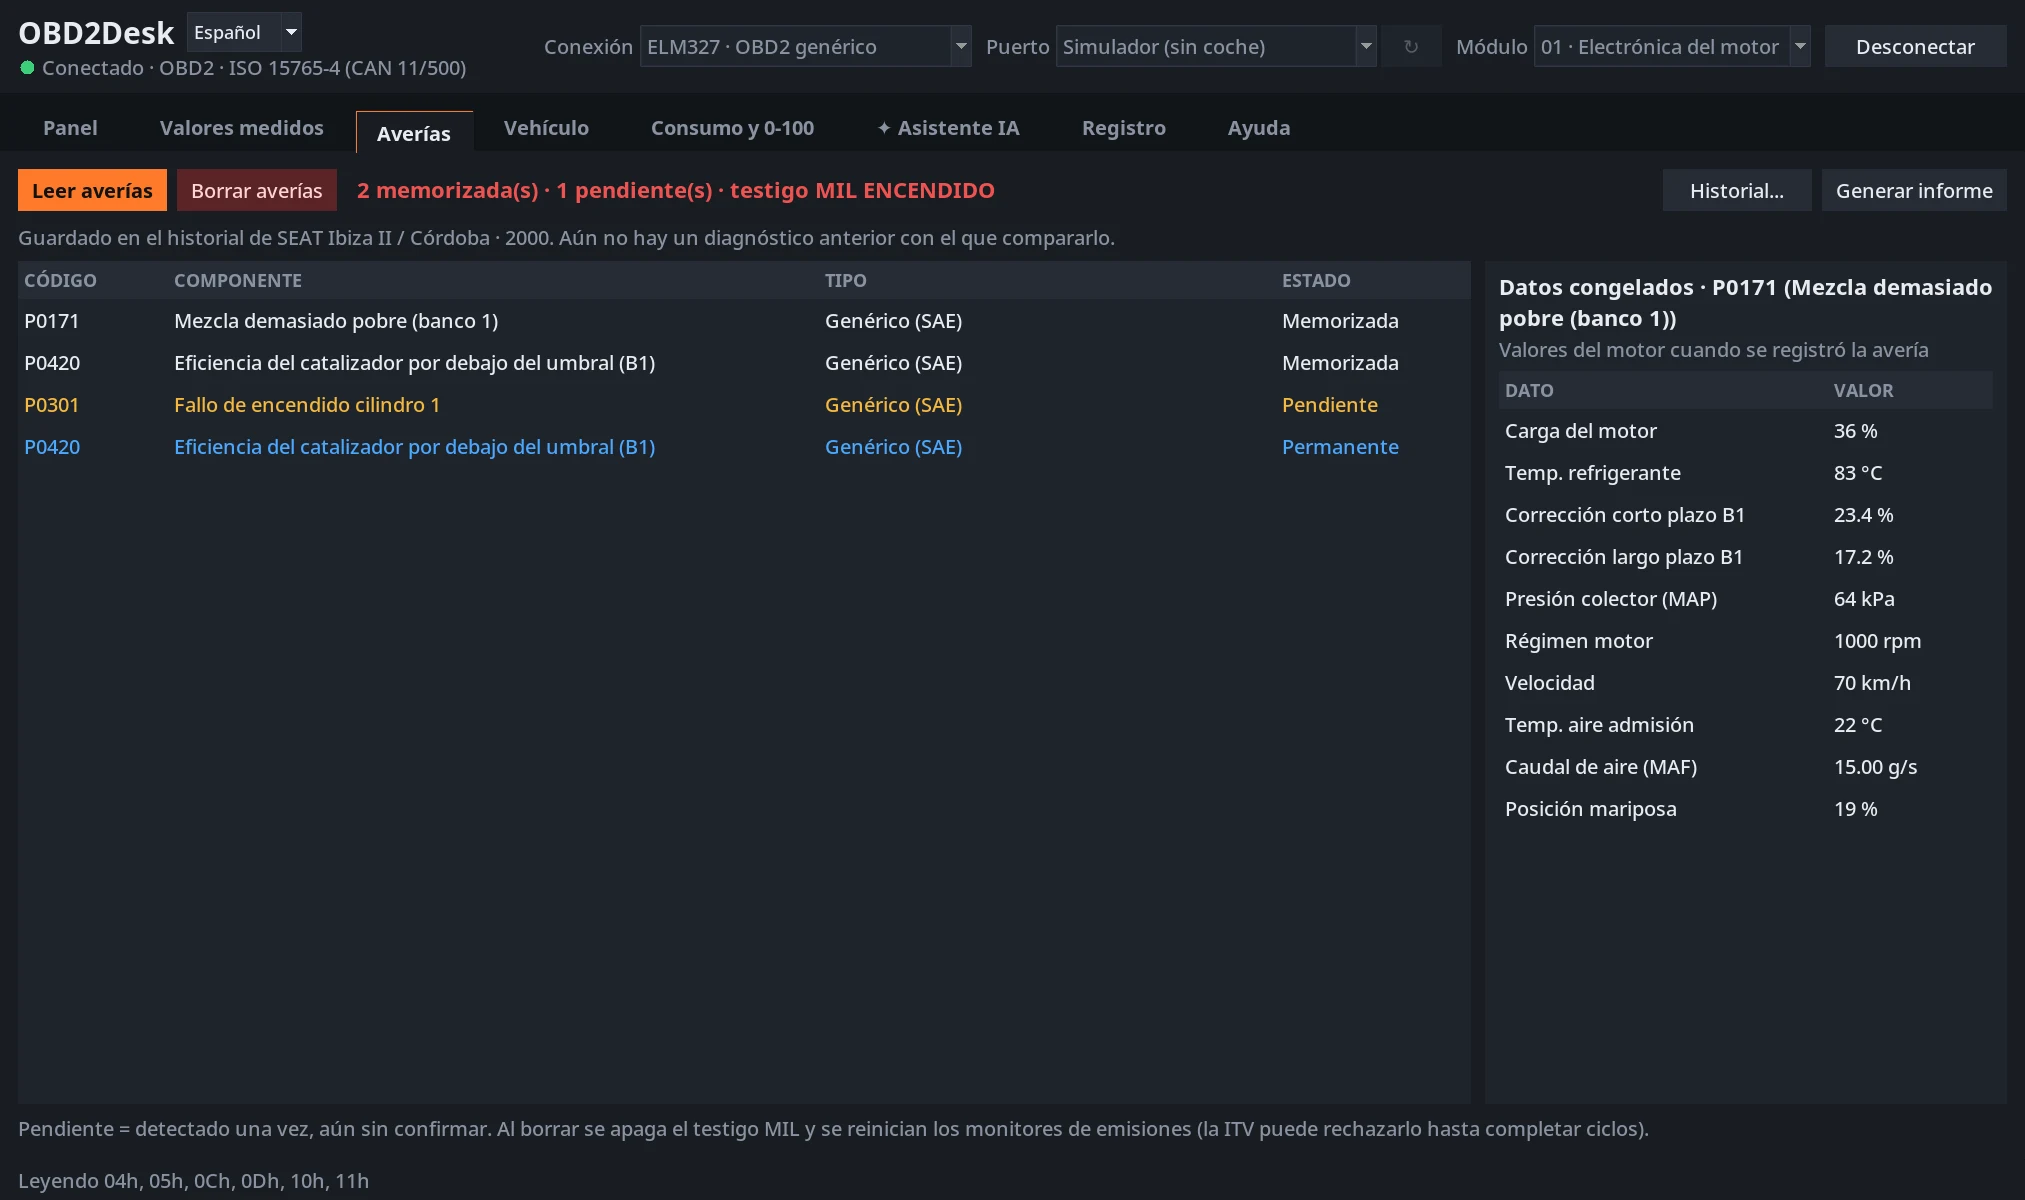 OBD2Desk Español
Conectado · OBD2 · ISO 15765-4 (CAN 11/500)
Conexión ELM327 · OBD2 genérico Puerto Simulador (sin coche) ↻ Módulo 01 · Electrónica del motor Desconectar
Panel Valores medidos Averías Vehículo Consumo y 0-100 ✦ Asistente IA Registro Ayuda
Leer averías Borrar averías 2 memorizada(s) · 1 pendiente(s) · testigo MIL ENCENDIDO Historial... Generar informe
Guardado en el historial de SEAT Ibiza II / Córdoba · 2000. Aún no hay un diagnóstico anterior con el que compararlo.
CÓDIGO COMPONENTE TIPO ESTADO
P0171 Mezcla demasiado pobre (banco 1) Genérico (SAE) Memorizada
P0420 Eficiencia del catalizador por debajo del umbral (B1) Genérico (SAE) Memorizada
P0301 Fallo de encendido cilindro 1 Genérico (SAE) Pendiente
P0420 Eficiencia del catalizador por debajo del umbral (B1) Genérico (SAE) Permanente
Datos congelados · P0171 (Mezcla demasiado
pobre (banco 1))
Valores del motor cuando se registró la avería
DATO VALOR
Carga del motor 36 %
Temp. refrigerante 83 °C
Corrección corto plazo B1 23.4 %
Corrección largo plazo B1 17.2 %
Presión colector (MAP) 64 kPa
Régimen motor 1000 rpm
Velocidad 70 km/h
Temp. aire admisión 22 °C
Caudal de aire (MAF) 15.00 g/s
Posición mariposa 19 %
Pendiente = detectado una vez, aún sin confirmar. Al borrar se apaga el testigo MIL y se reinician los monitores de emisiones (la ITV puede rechazarlo hasta completar ciclos).
Leyendo 04h, 05h, 0Ch, 0Dh, 10h, 11h